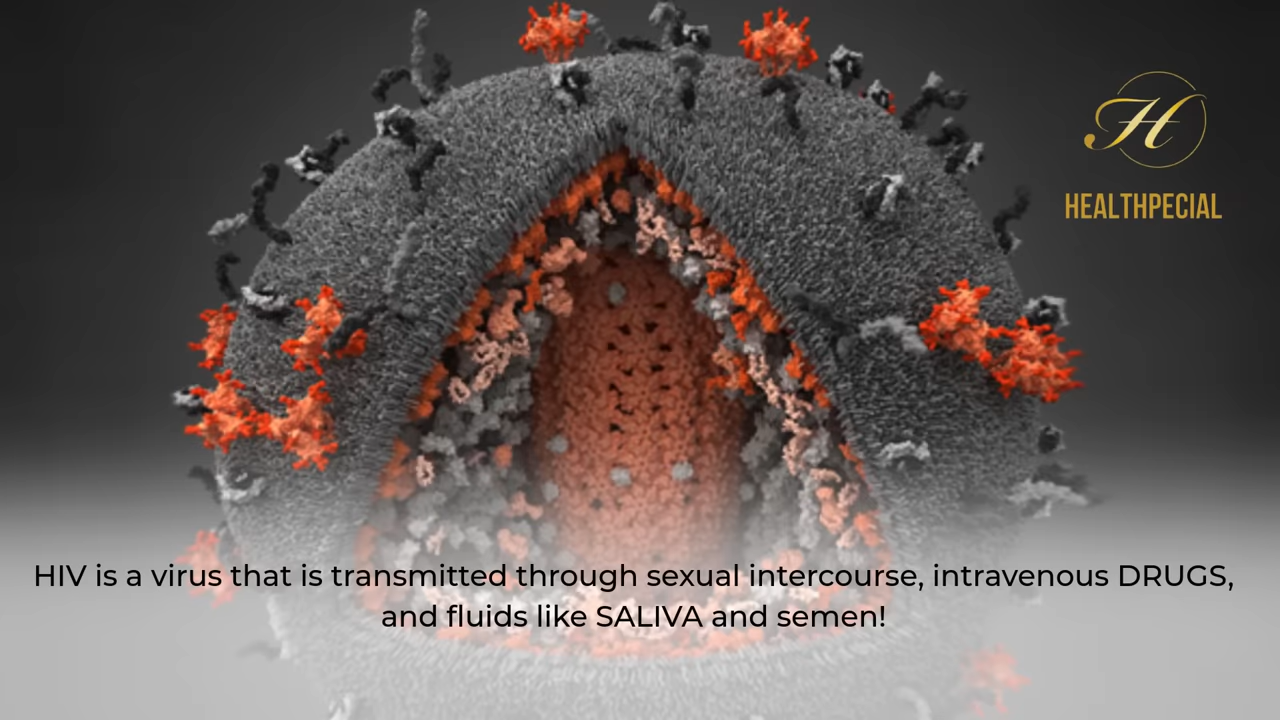 H
HEALTHPECIAL
HIV is a virus that is transmitted through sexual intercourse, intravenous DRUGS,
and fluids like SALIVA and semen!